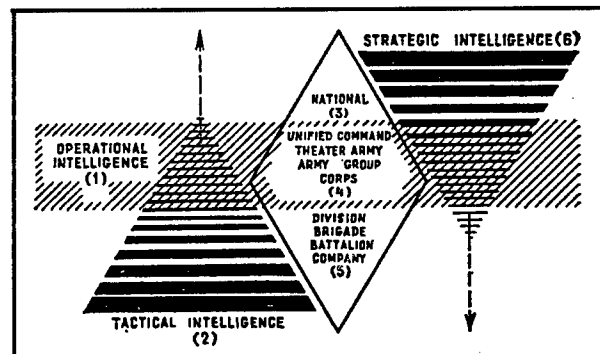 STRATEGIC INTELLIGENCE(6)
NATIONAL
(3)
OPERATIONAL
INTELLIGENCE
(1)
UNIFIED COMMAND
THEATER ARMY
ARMY GROUP
CORPS
(4)
DIVISION
BRIGADE
BATTALION
COMPANY
(5)
TACTICAL INTELLIGENCE
(2)